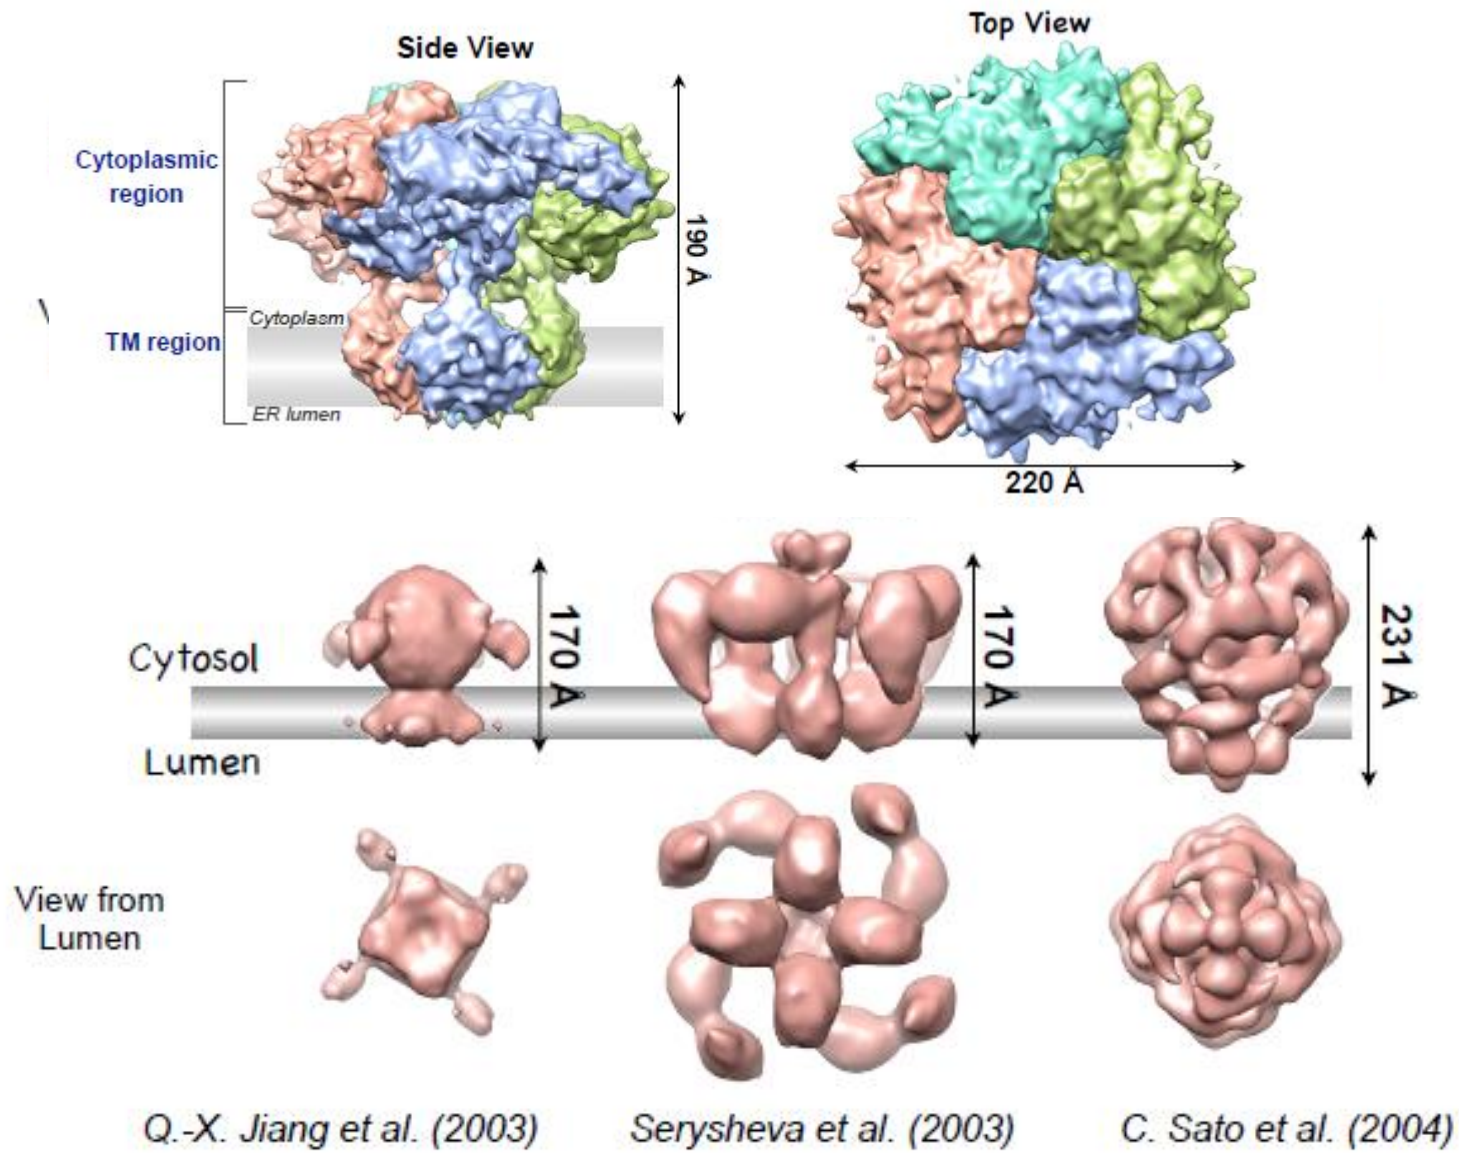 Side View
Top View
Cytoplasmic
region
190 Å
Cytoplasm
TM region
ER lumen
220 Å
Cytosol
170 Å
170 Å
231 Å
Lumen
View from
Lumen
Q.-X. Jiang et al. (2003)
Serysheva et al. (2003)
C. Sato et al. (2004)